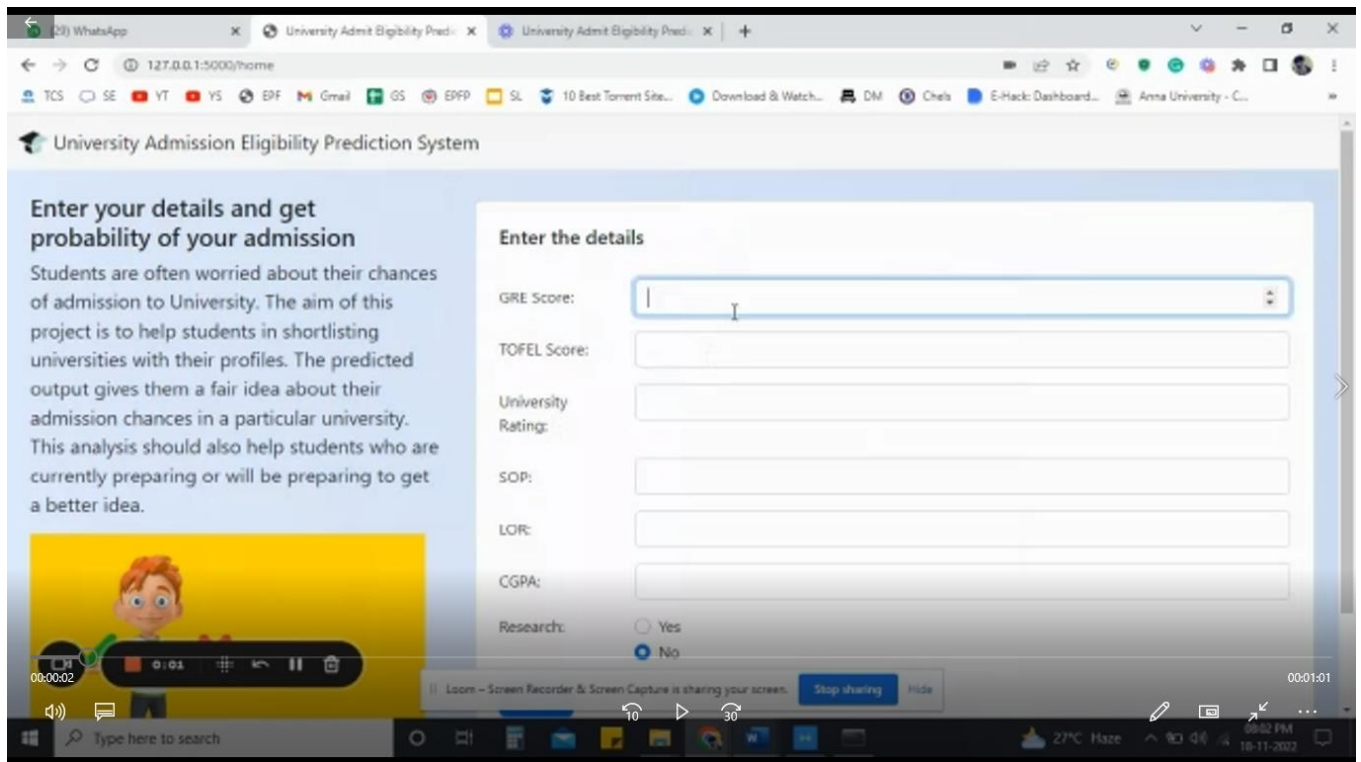 (20) WhatsApp
University Admit Eligibility Pred
University Admit Eligibility Pred
127.0.0.1:5000/home
TCS SE YT YS EPF Gmail GS EPFP SL 10 Best Torrent Site... Download & Watch... DM Chels E-Hack: Dashboard... Anna University - C...
University Admission Eligibility Prediction System
Enter your details and get
probability of your admission
Students are often worried about their chances
of admission to University. The aim of this
project is to help students in shortlisting
universities with their profiles. The predicted
output gives them a fair idea about their
admission chances in a particular university.
This analysis should also help students who are
currently preparing or will be preparing to get
a better idea.
Enter the details
GRE Score:
TOFEL Score:
University
Rating:
SOP:
LOR:
CGPA:
Research:
Yes
No
0:01
00:00:02
00:01:01
Loom – Screen Recorder & Screen Capture is sharing your screen.
Stop sharing
Hide
10
30
Type here to search
27°C Haze
08:02 PM
18-11-2022